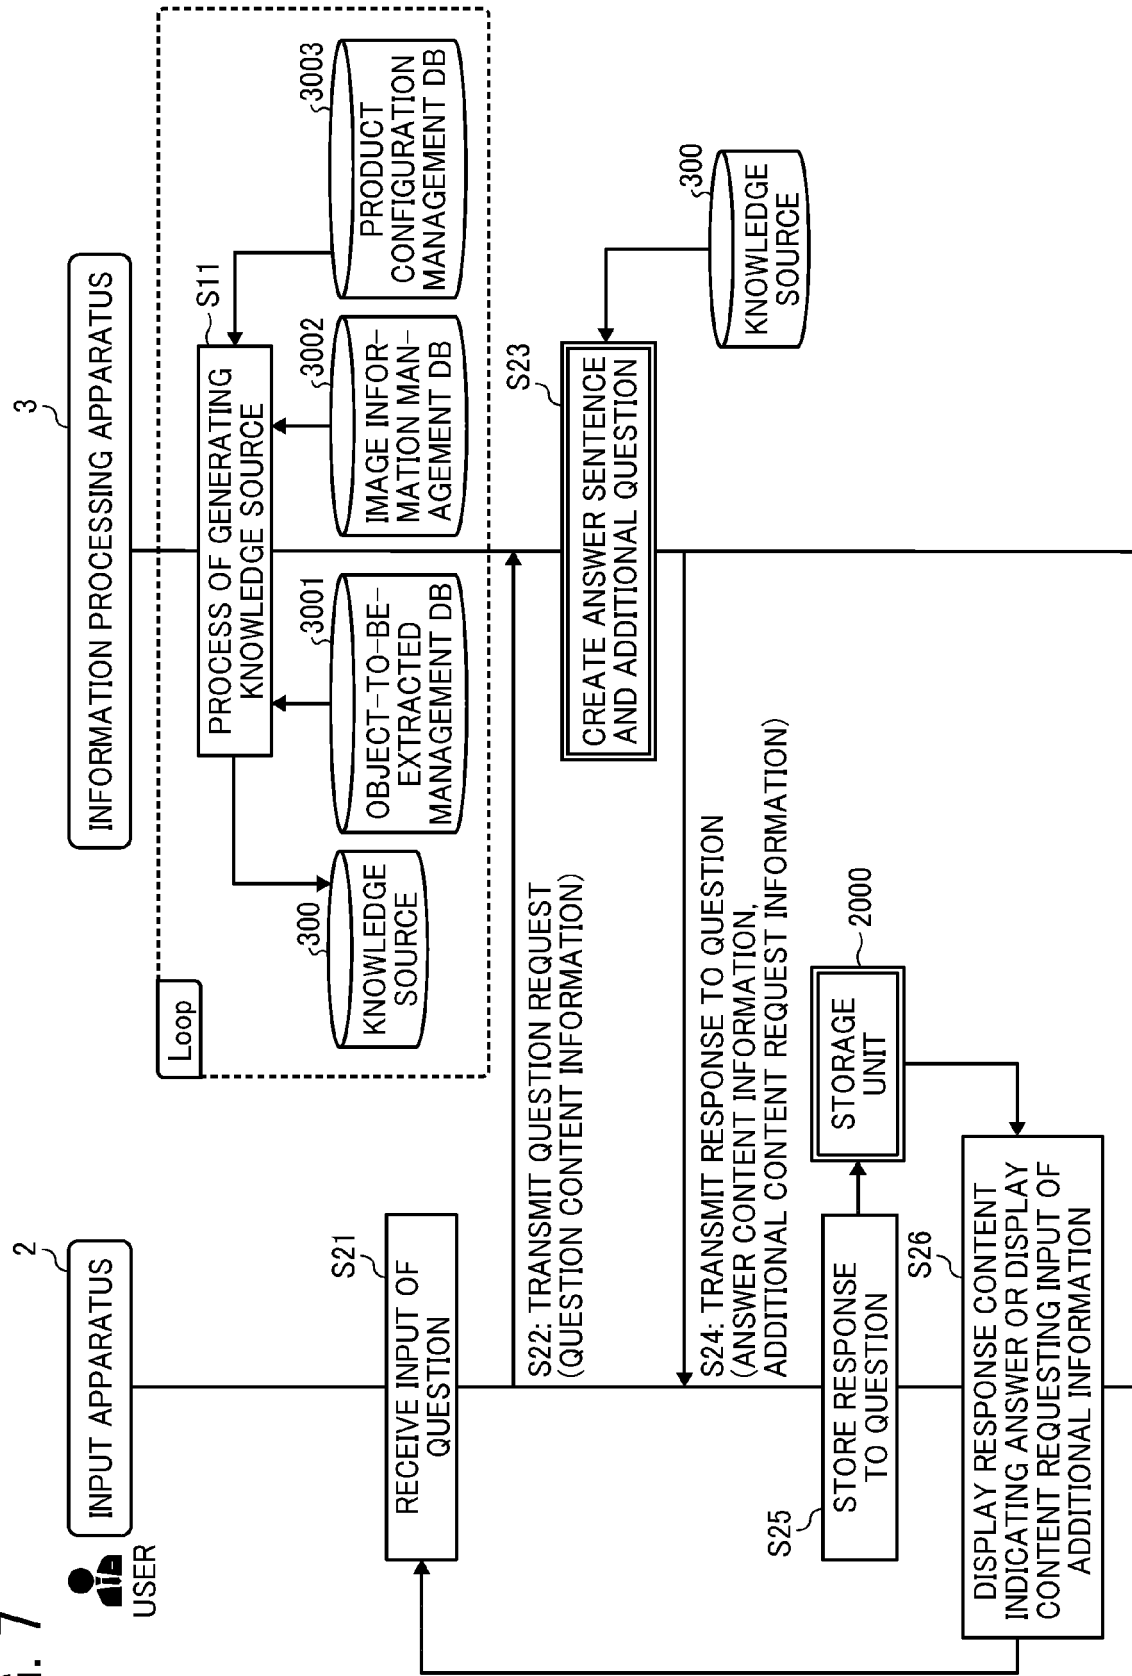 7
USER
2
INPUT APPARATUS
3
INFORMATION PROCESSING APPARATUS
Loop
S11
PROCESS OF GENERATING
KNOWLEDGE SOURCE
300
KNOWLEDGE
SOURCE
3001
OBJECT-TO-BE-
EXTRACTED
MANAGEMENT DB
3002
IMAGE INFOR-
MATION MAN-
AGEMENT DB
3003
PRODUCT
CONFIGURATION
MANAGEMENT DB
S21
RECEIVE INPUT OF
QUESTION
S22: TRANSMIT QUESTION REQUEST
(QUESTION CONTENT INFORMATION)
S23
CREATE ANSWER SENTENCE
AND ADDITIONAL QUESTION
300
KNOWLEDGE
SOURCE
S24: TRANSMIT RESPONSE TO QUESTION
(ANSWER CONTENT INFORMATION,
ADDITIONAL CONTENT REQUEST INFORMATION)
S25
STORE RESPONSE
TO QUESTION
2000
STORAGE
UNIT
S26
DISPLAY RESPONSE CONTENT
INDICATING ANSWER OR DISPLAY
CONTENT REQUESTING INPUT OF
ADDITIONAL INFORMATION